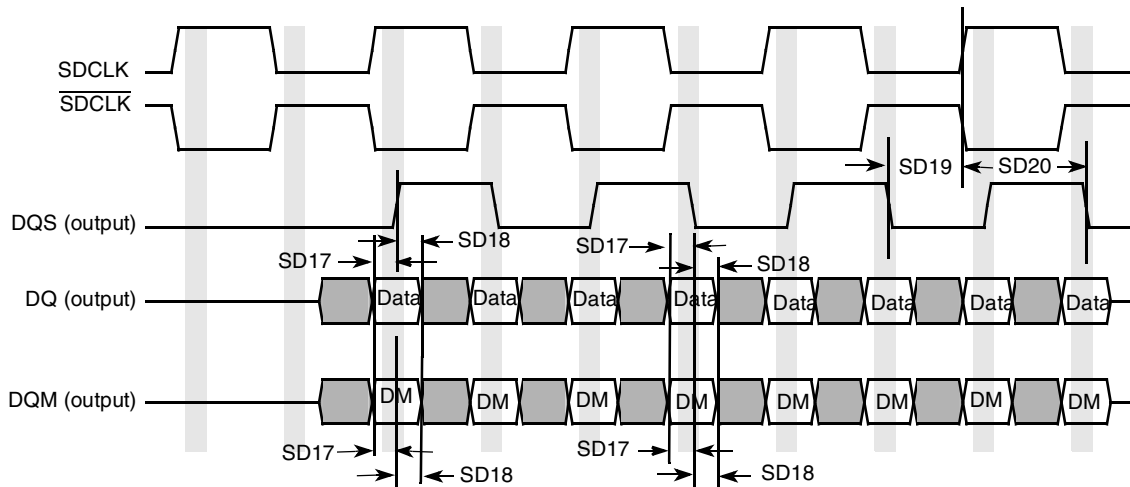 SDCLK
SDCLK
SD19 SD20
DQS (output)
SD18 SD17
SD17 SD18
DQ (output) Data Data Data Data Data Data Data Data
DQM (output) DM DM DM DM DM DM DM DM
SD17 SD17
SD18 SD18